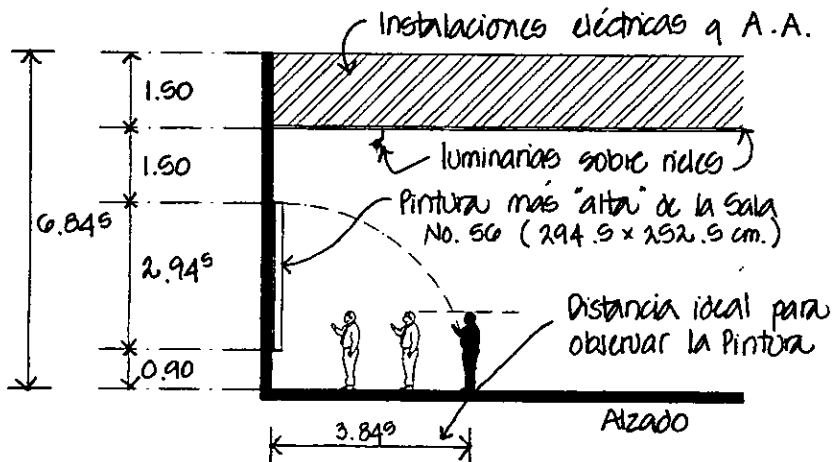 Instalaciones eléctricas y A.A.
1.50
1.50
luminarias sobre rieles
Pintura más "alta" de la Sala
No. 56 (294.5 x 252.5 cm.)
6.845
2.945
Distancia ideal para
observar la Pintura
0.90
3.845
Alzado